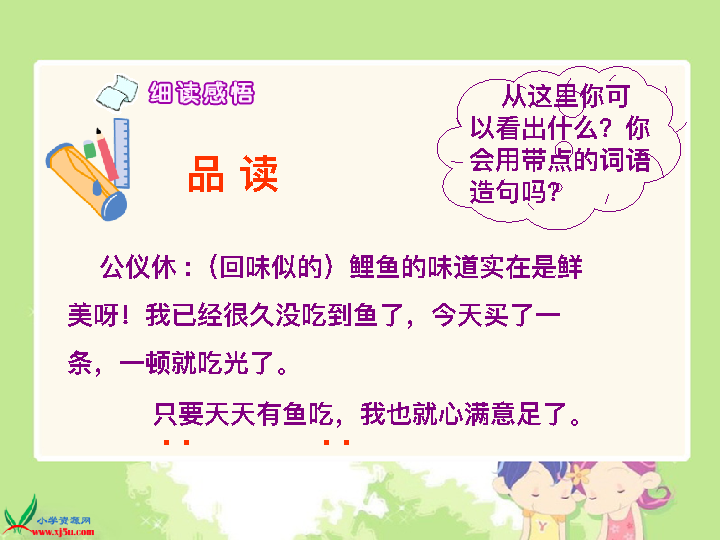 细读感悟
从这里你可
以看出什么？你
会用带点的词语
造句吗？
品 读
公仪休：（回味似的）鲤鱼的味道实在是鲜
美呀！我已经很久没吃到鱼了，今天买了一
条，一顿就吃光了。
只要天天有鱼吃，我也就心满意足了。
小学资源网
www.xj5u.com